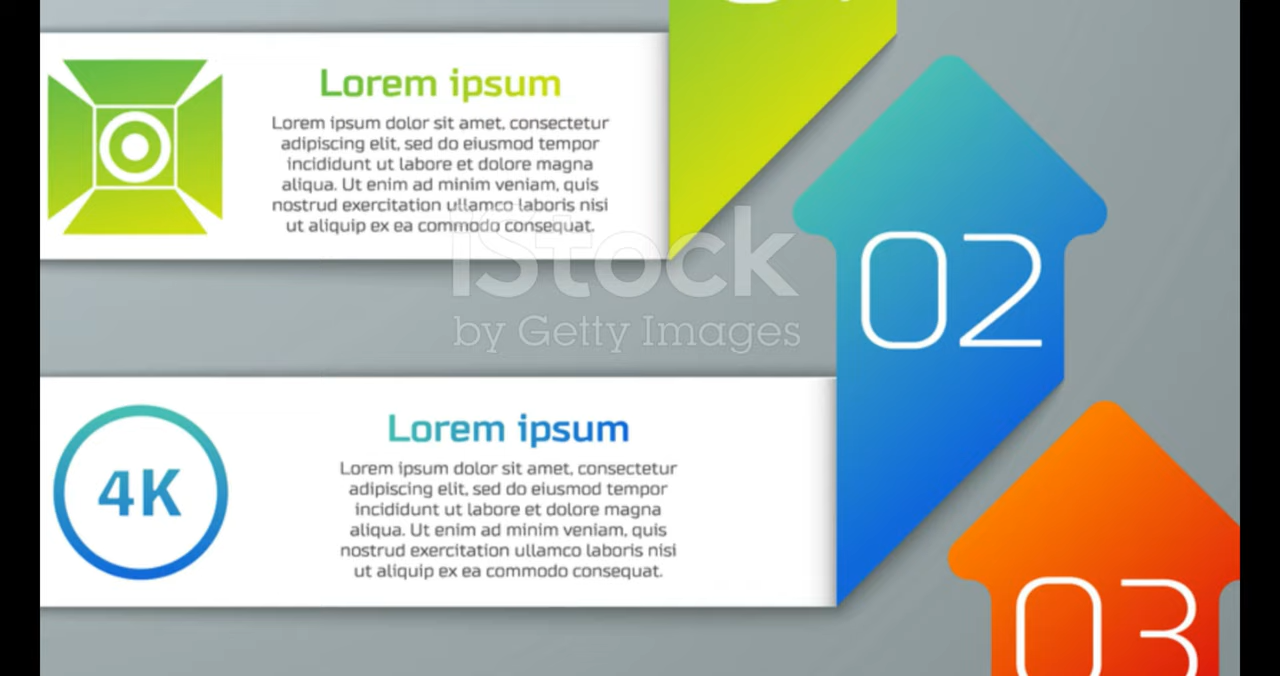 Lorem ipsum
Lorem ipsum dolor sit amet, consectetur
adipiscing elit, sed do eiusmod tempor
incididunt ut labore et dolore magna
aliqua. Ut enim ad minim veniam, quis
nostrud exercitation ullamco laboris nisi
ut aliquip ex ea commodo consequat.
iStock
by Getty Images
02
4K
Lorem ipsum
Lorem ipsum dolor sit amet, consectetur
adipiscing elit, sed do eiusmod tempor
incididunt ut labore et dolore magna
aliqua. Ut enim ad minim veniam, quis
nostrud exercitation ullamco laboris nisi
ut aliquip ex ea commodo consequat.
03